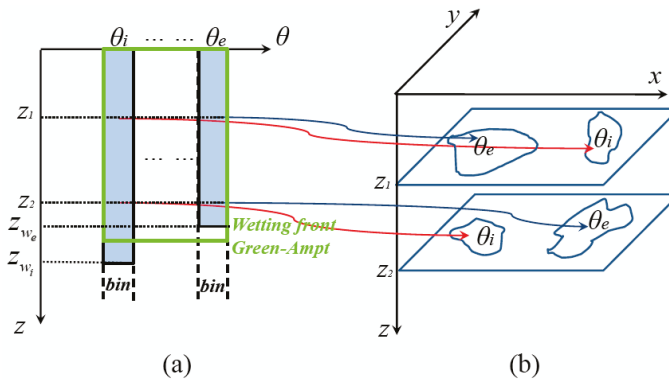 θi ... ... θe θ
z1
... ...
z2
zwe
Wetting front
Green-Ampt
zwi
bin bin
z
(a)
y
x
θe
θi
z1
θi
θe
z2
z
(b)